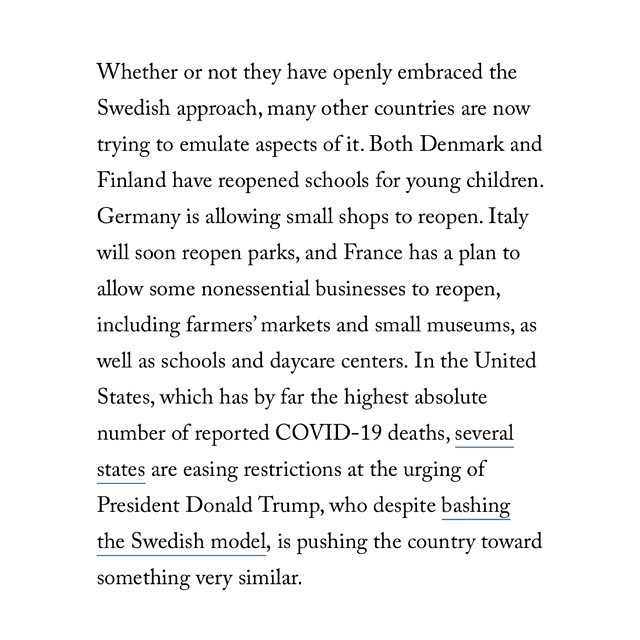 Whether or not they have openly embraced the
Swedish approach, many other countries are now
trying to emulate aspects of it. Both Denmark and
Finland have reopened schools for young children.
Germany is allowing small shops to reopen. Italy
will soon reopen parks, and France has a plan to
allow some nonessential businesses to reopen,
including farmers’ markets and small museums, as
well as schools and daycare centers. In the United
States, which has by far the highest absolute
number of reported COVID-19 deaths, several
states are easing restrictions at the urging of
President Donald Trump, who despite bashing
the Swedish model, is pushing the country toward
something very similar.